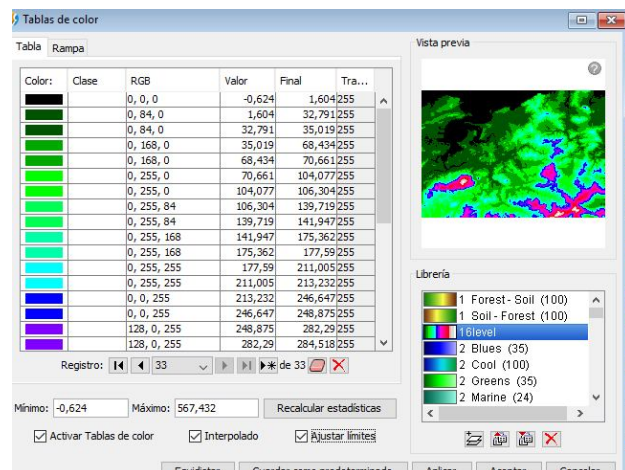 Tablas de color
Tabla Rampa
Color: Clase RGB Valor Final Tra...
0, 0, 0 -0,624 1,604 255
0, 84, 0 1,604 32,791 255
0, 84, 0 32,791 35,019 255
0, 168, 0 35,019 68,434 255
0, 168, 0 68,434 70,661 255
0, 255, 0 70,661 104,077 255
0, 255, 0 104,077 106,304 255
0, 255, 84 106,304 139,719 255
0, 255, 84 139,719 141,947 255
0, 255, 168 141,947 175,362 255
0, 255, 168 175,362 177,59 255
0, 255, 255 177,59 211,005 255
0, 255, 255 211,005 213,232 255
0, 0, 255 213,232 246,647 255
0, 0, 255 246,647 248,875 255
128, 0, 255 248,875 282,29 255
128, 0, 255 282,29 284,518 255
Registro: 33 de 33
Mínimo: -0,624 Máximo: 567,432 Recalcular estadísticas
Activar Tablas de color Interpolado Ajustar límites
Vista previa
?
Librería
1 Forest-Soil (100)
1 Soil-Forest (100)
16level
2 Blues (35)
2 Cool (100)
2 Greens (35)
2 Marine (24)
Equidistar Guardar como predeterminado Aplicar Aceptar Cancelar